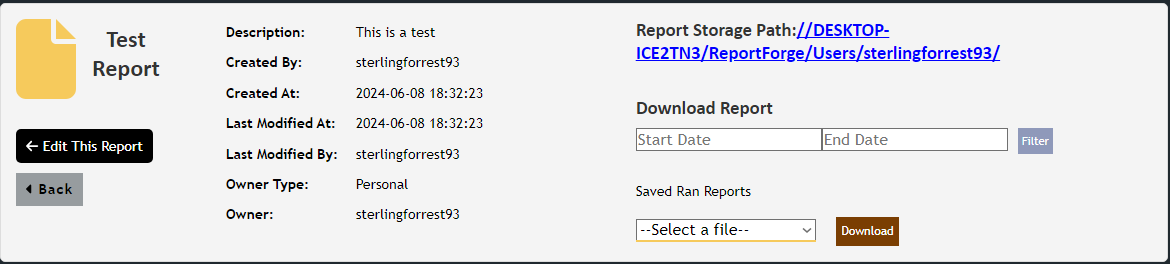 Test
Report
← Edit This Report
Back
Description: This is a test
Created By: sterlingforrest93
Created At: 2024-06-08 18:32:23
Last Modified At: 2024-06-08 18:32:23
Last Modified By: sterlingforrest93
Owner Type: Personal
Owner: sterlingforrest93
Report Storage Path://DESKTOP-
ICE2TN3/ReportForge/Users/sterlingforrest93/
Download Report
Start Date End Date Filter
Saved Ran Reports
--Select a file-- Download